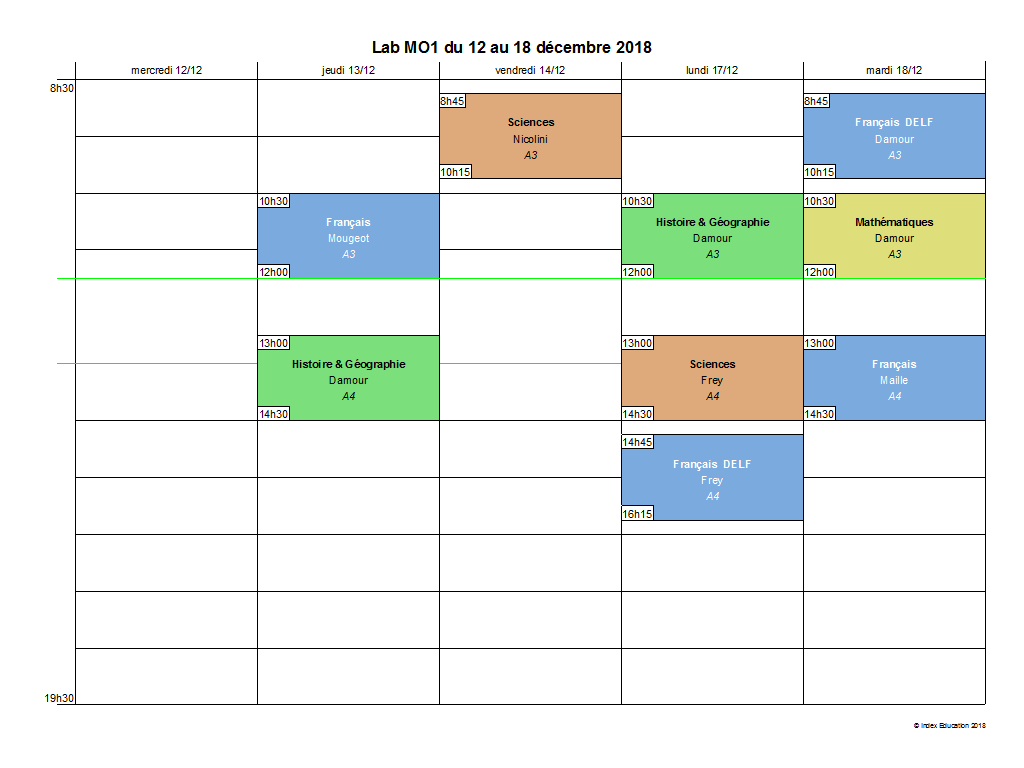 Lab MO1 du 12 au 18 décembre 2018
mercredi 12/12
jeudi 13/12
vendredi 14/12
lundi 17/12
mardi 18/12
8h30
8h45
Sciences
Nicolini
A3
10h15
8h45
Français DELF
Damour
A3
10h15
10h30
Français
Mougeot
A3
12h00
10h30
Histoire & Géographie
Damour
A3
12h00
10h30
Mathématiques
Damour
A3
12h00
13h00
Histoire & Géographie
Damour
A4
14h30
13h00
Sciences
Frey
A4
14h30
13h00
Français
Maille
A4
14h30
14h45
Français DELF
Frey
A4
16h15
19h30
© Index Education 2018